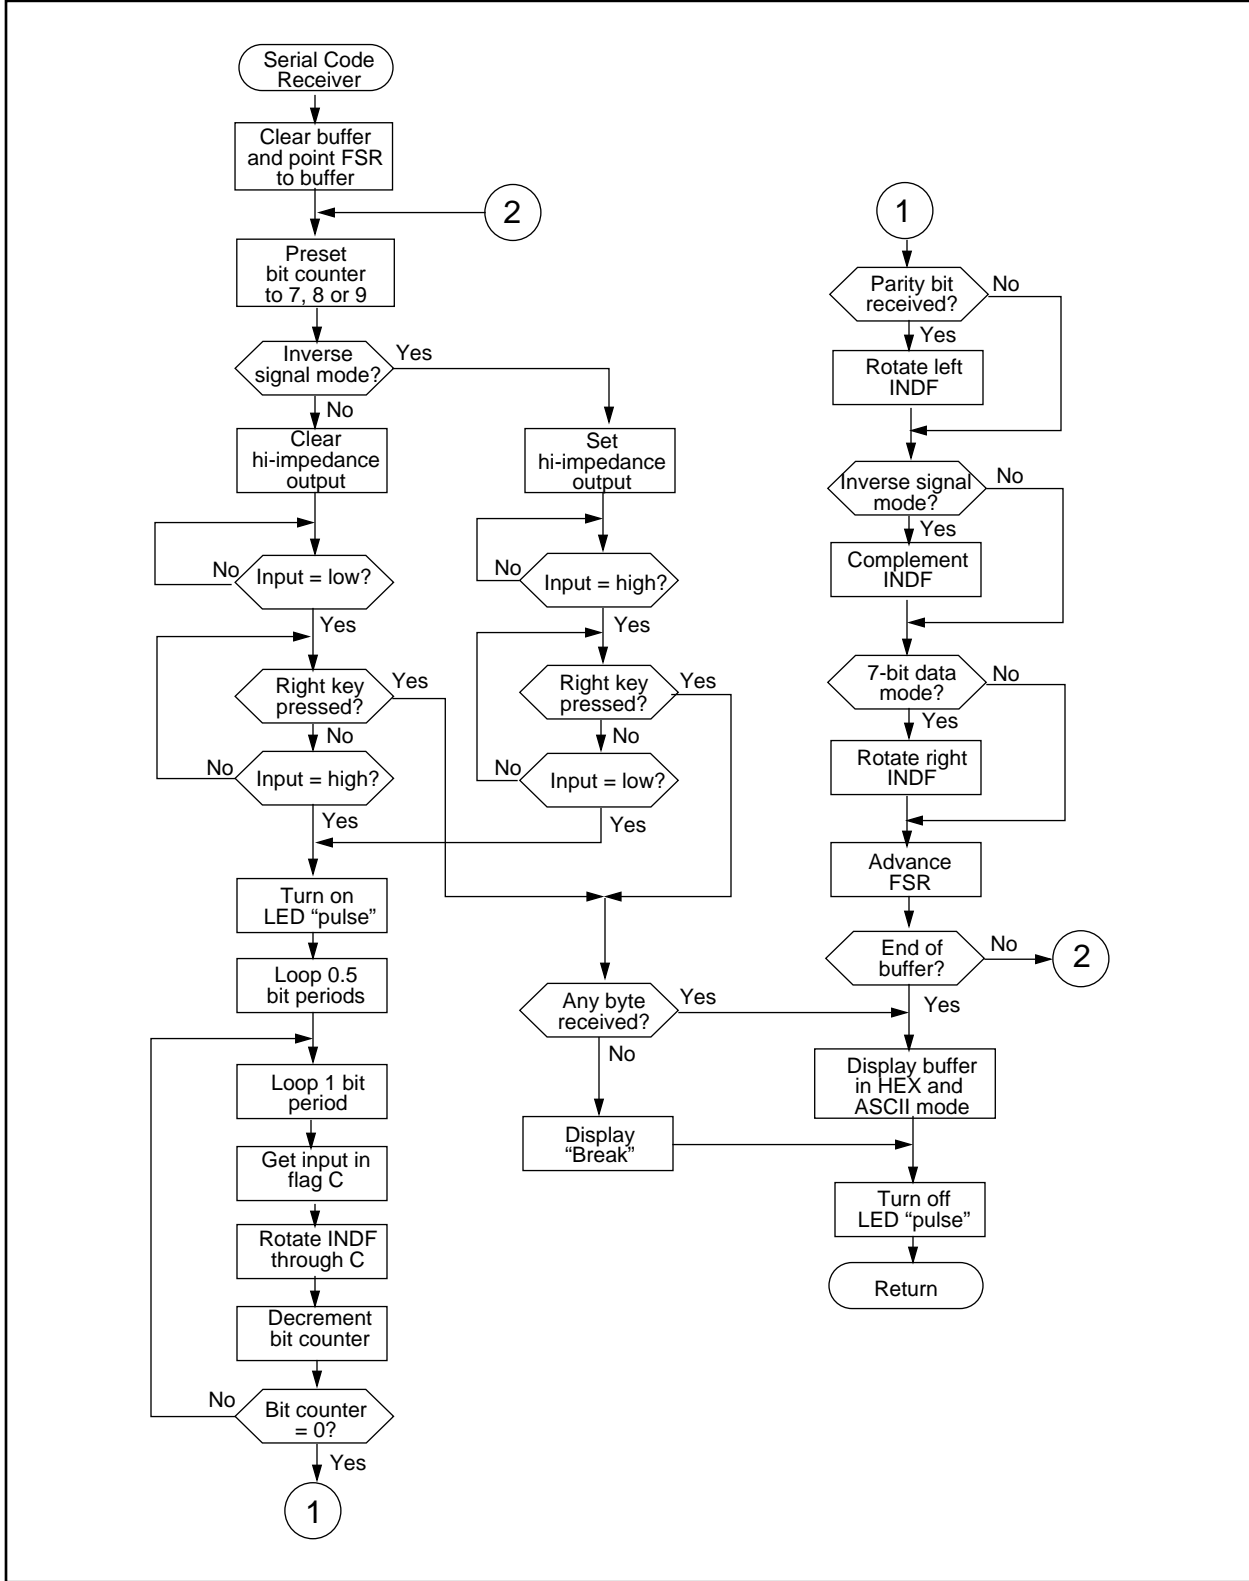 Serial Code
Receiver
Clear buffer
and point FSR
to buffer
2
Preset
bit counter
to 7, 8 or 9
Inverse
signal mode?
Yes
No
Clear
hi-impedance
output
Set
hi-impedance
output
No
Input = low?
Yes
No
Input = high?
Yes
Right key
pressed?
Yes
No
Right key
pressed?
Yes
No
No
Input = high?
Yes
No
Input = low?
Yes
Turn on
LED “pulse”
Loop 0.5
bit periods
Loop 1 bit
period
Get input in
flag C
Rotate INDF
through C
Decrement
bit counter
No
Bit counter
= 0?
Yes
1
Any byte
received?
Yes
No
Display
“Break”
1
Parity bit
received?
No
Yes
Rotate left
INDF
Inverse signal
mode?
No
Yes
Complement
INDF
7-bit data
mode?
No
Yes
Rotate right
INDF
Advance
FSR
End of
buffer?
No
2
Yes
Display buffer
in HEX and
ASCII mode
Turn off
LED “pulse”
Return